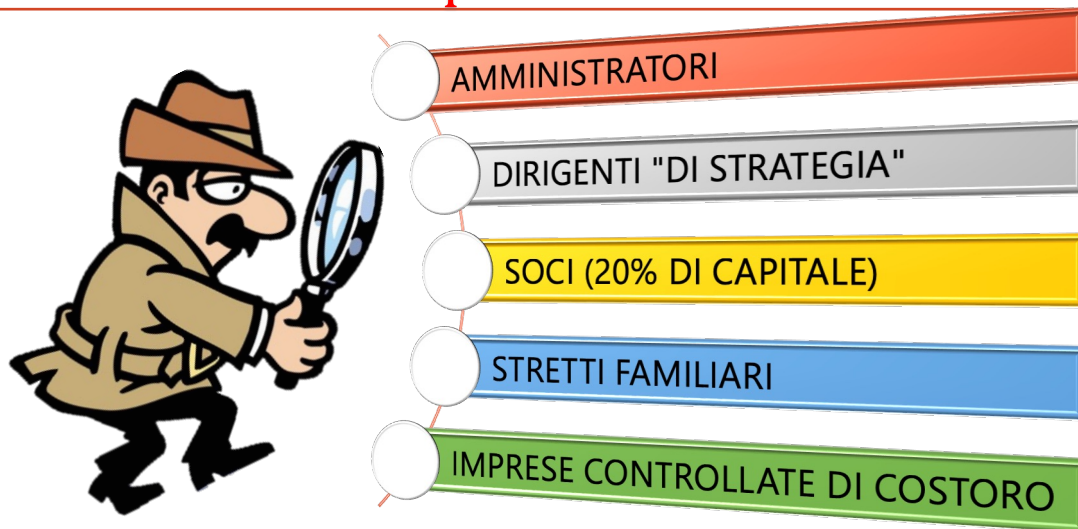 AMMINISTRATORI
DIRIGENTI "DI STRATEGIA"
SOCI (20% DI CAPITALE)
STRETTI FAMILIARI
IMPRESE CONTROLLATE DI COSTORO